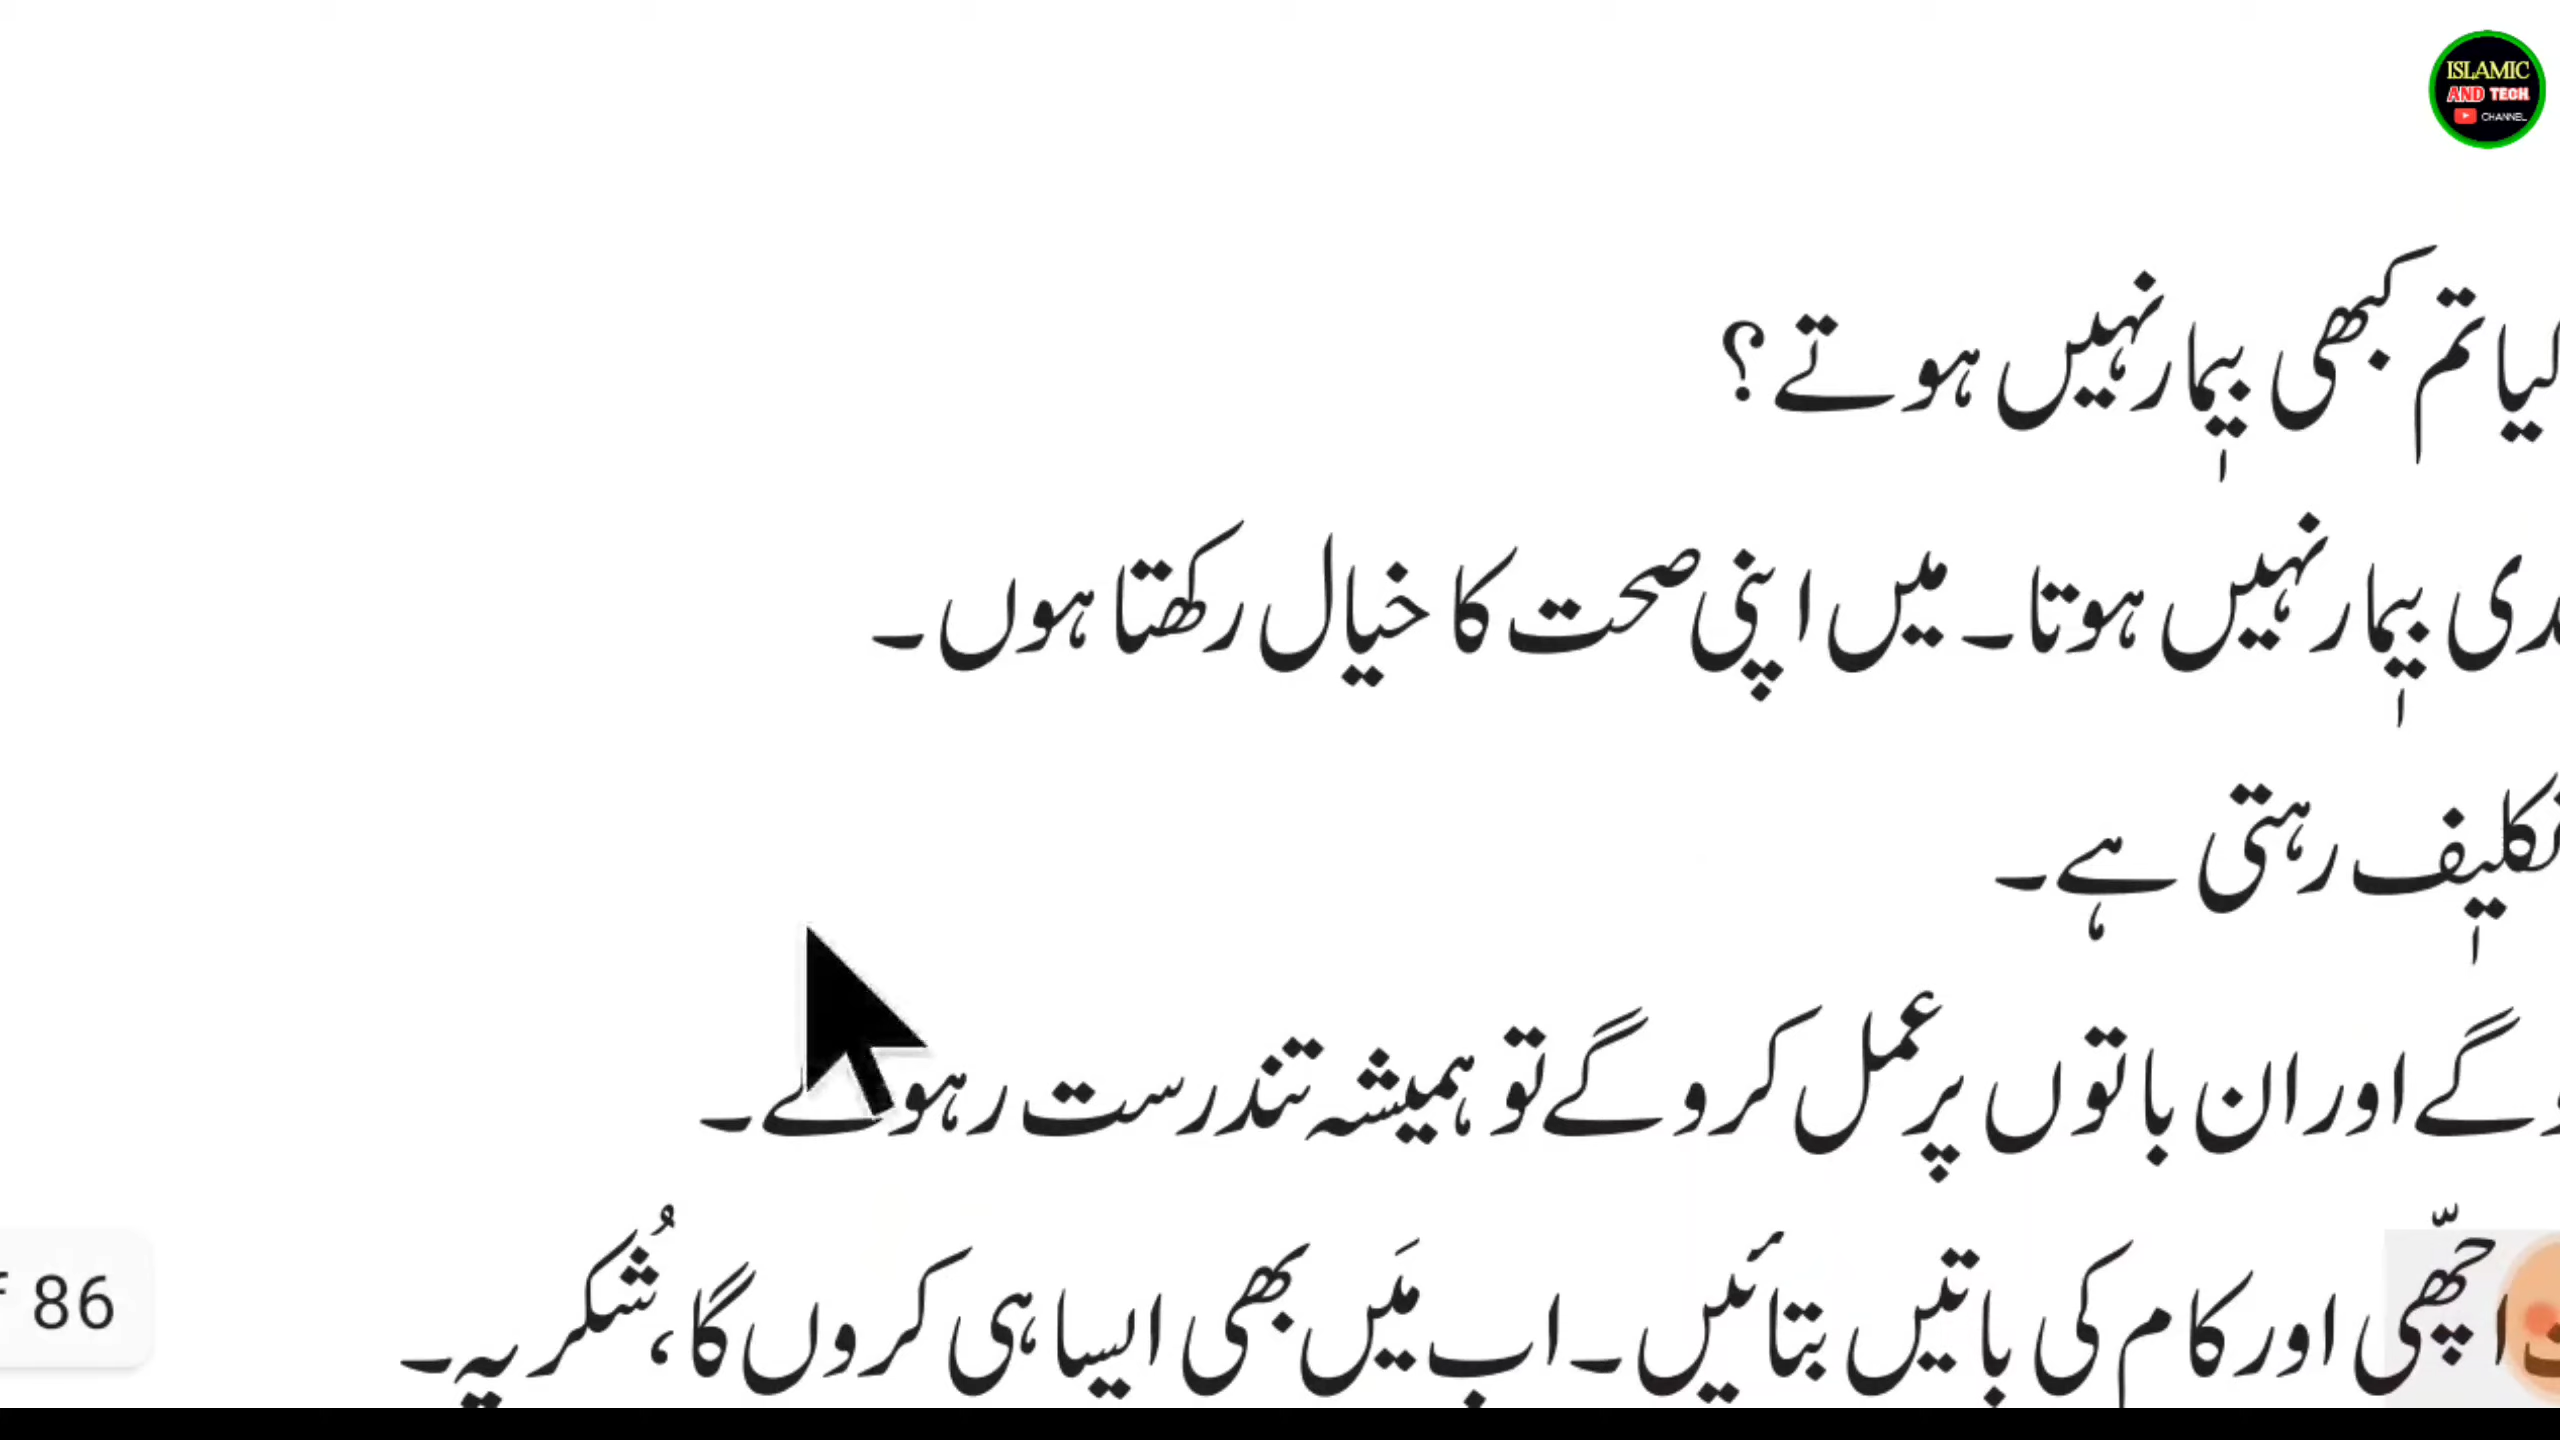 ISLAMIC
AND TECH
CHANNEL
کیا تم کبھی بیمار نہیں ہوتے؟
بیمار نہیں ہوتا۔ میں اپنی صحت کا خیال رکھتا ہوں۔
تکلیف رہتی ہے۔
گے اور ان باتوں پر عمل کرو گے تو ہمیشہ تندرست رہو گے۔
اچھّی اور کام کی باتیں بتائیں۔ اب مَیں بھی ایسا ہی کروں گا، شُکریہ۔
86